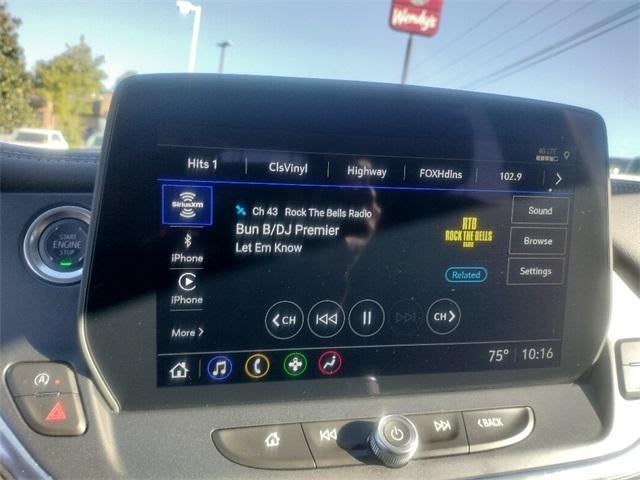 Wendy's
4G LTE
Hits 1 ClsVinyl Highway FOXHdlns 102.9
SiriusXm
Ch 43 Rock The Bells Radio
Bun B/DJ Premier
Let Em Know
RTB
ROCK THE BELLS
RADIO
Sound
Browse
Related
Settings
iPhone
iPhone
More
CH
CH
75° 10:16
START
ENGINE
STOP
A
BACK